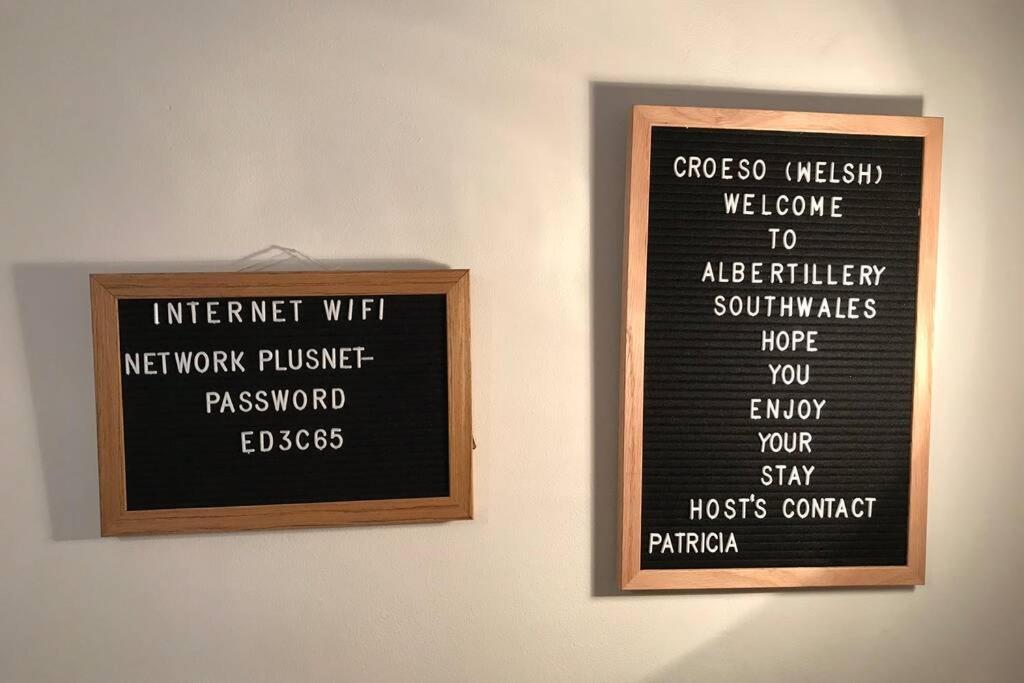 INTERNET WIFI
NETWORK PLUSNET-
PASSWORD
ED3C65
CROESO (WELSH)
WELCOME
TO
ALBERTILLERY
SOUTHWALES
HOPE
YOU
ENJOY
YOUR
STAY
HOST'S CONTACT
PATRICIA